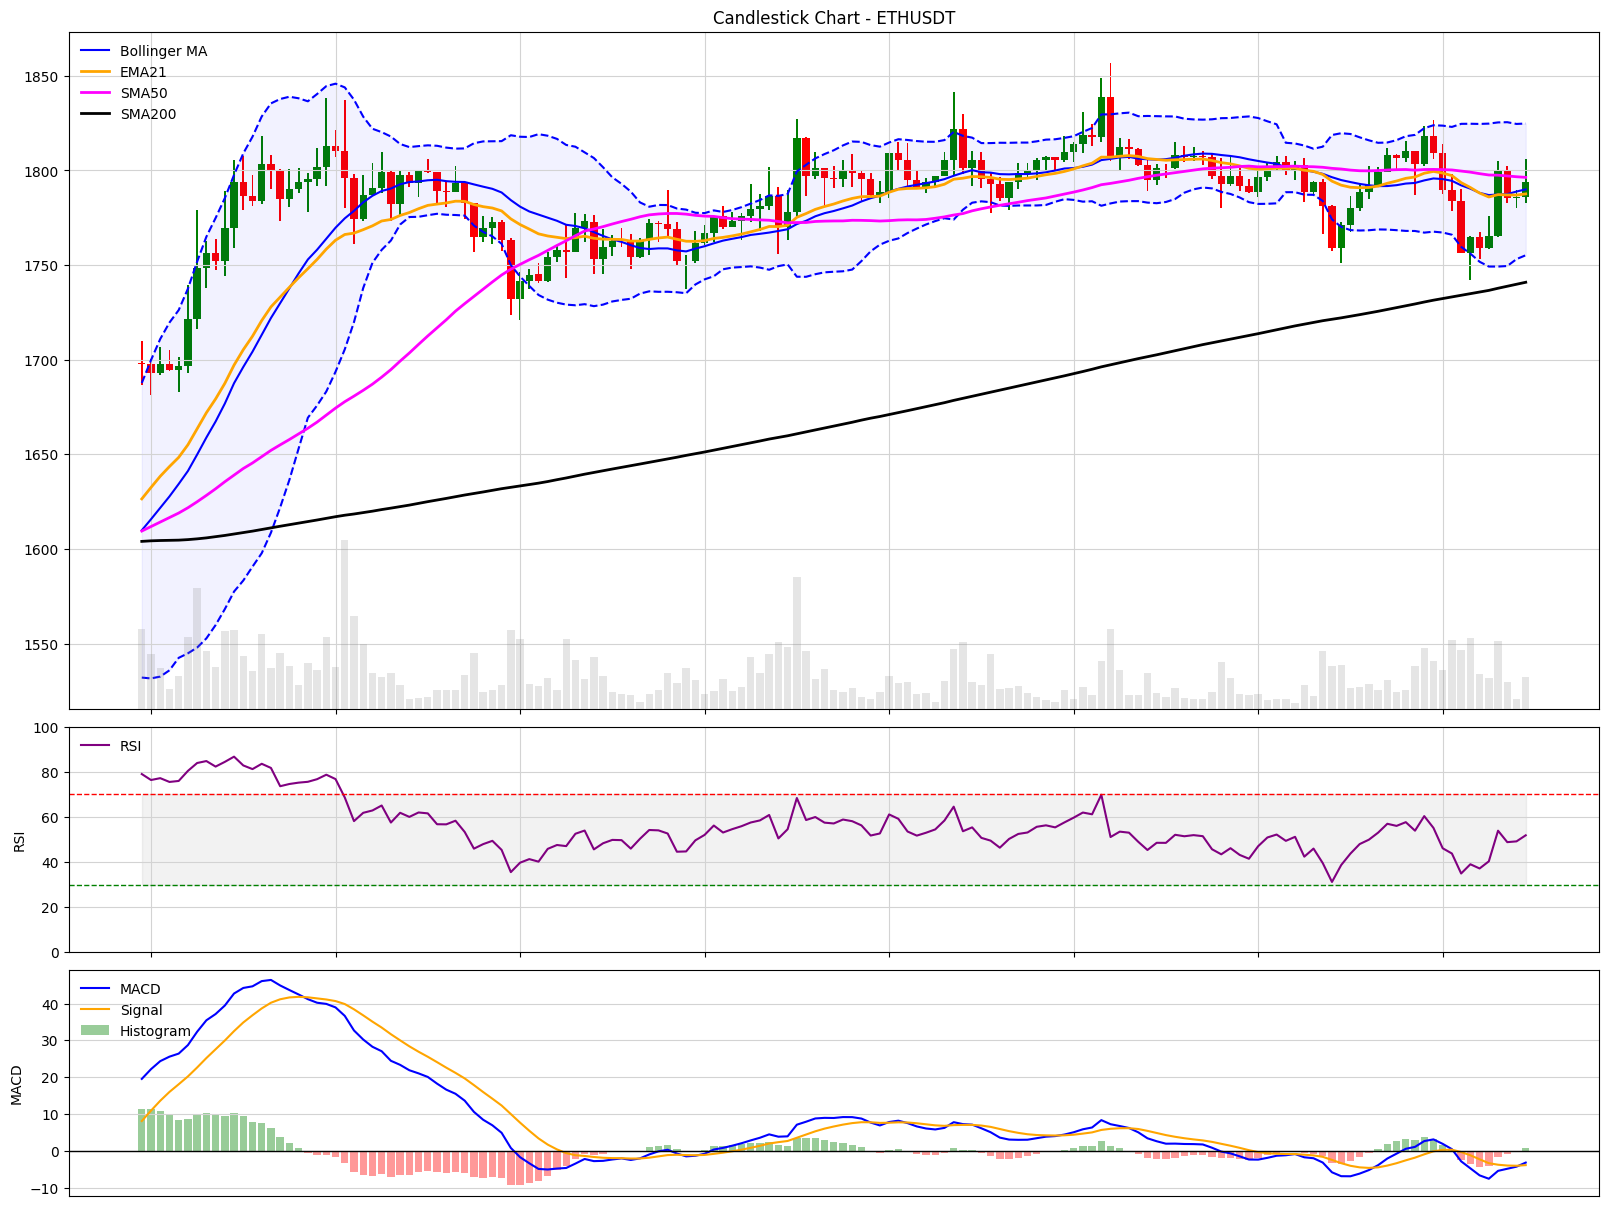 Candlestick Chart - ETHUSDT
Bollinger MA
EMA21
SMA50
SMA200
1850
1800
1750
1700
1650
1600
1550
RSI
100
80
60
40
20
0
RSI
MACD
Signal
Histogram
40
30
20
10
0
−10
MACD